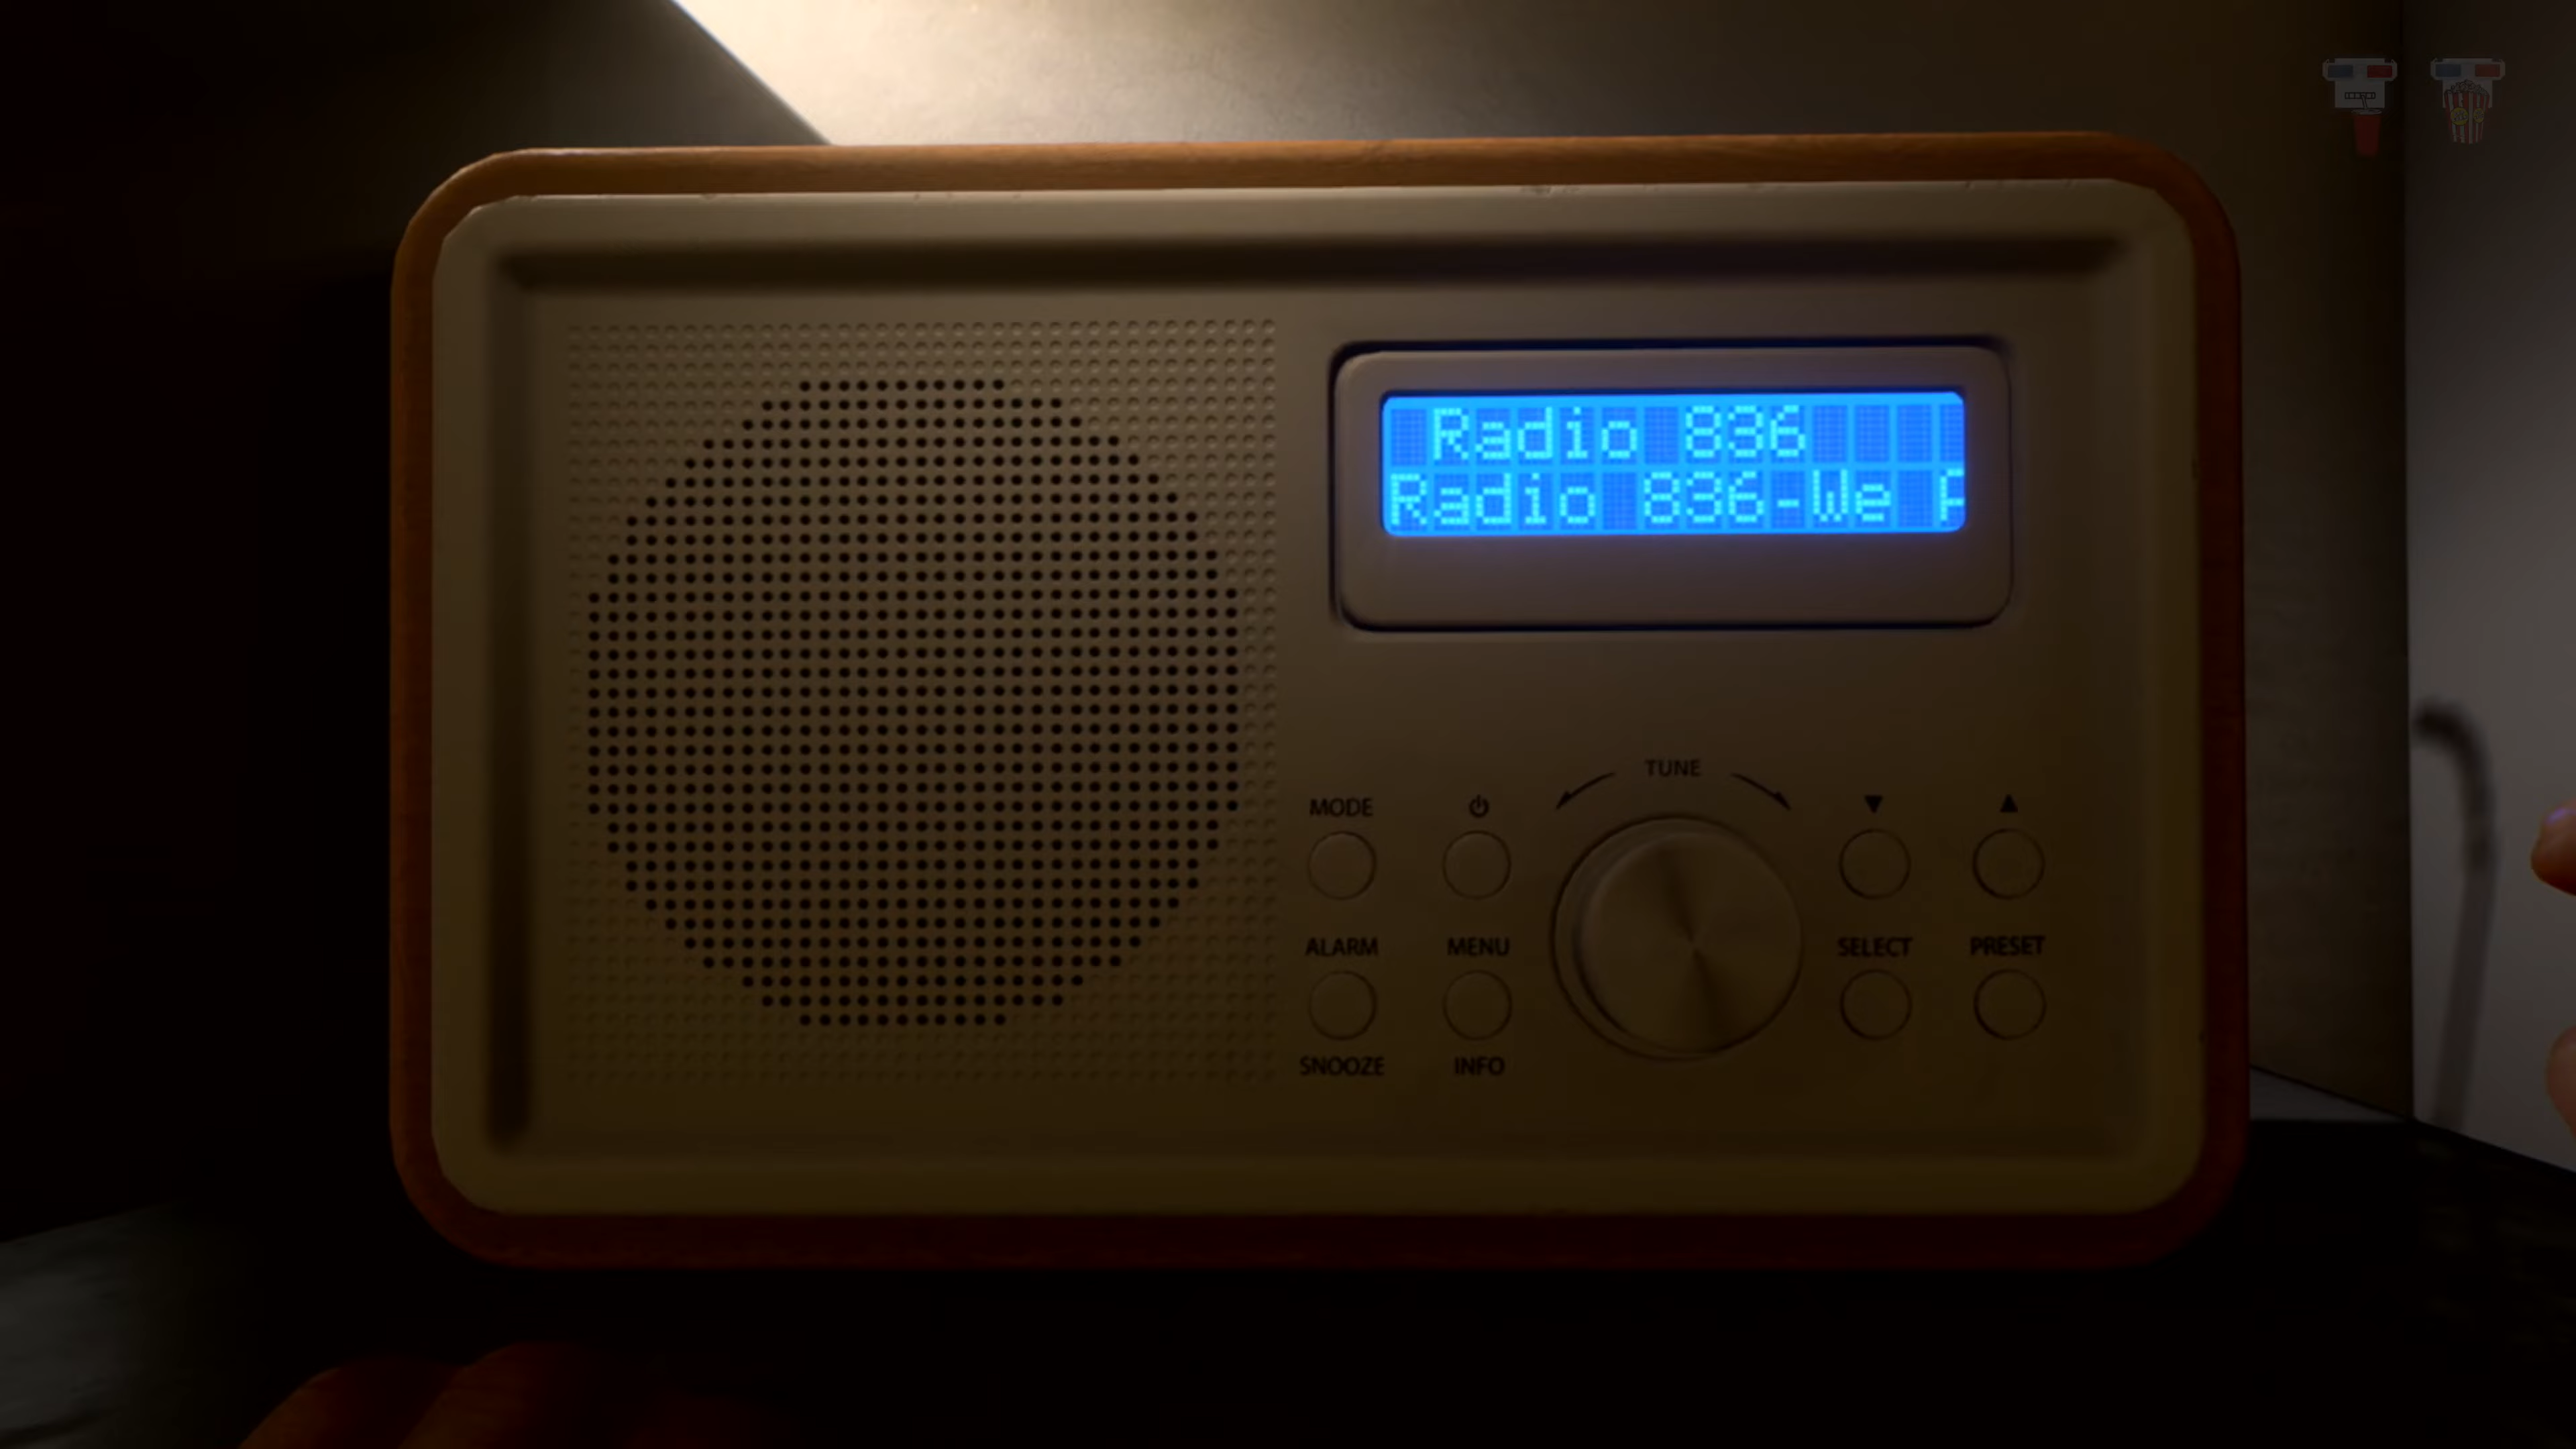 Radio 836
Radio 836-We
TUNE
MODE
ALARM
MENU
SELECT
PRESET
SNOOZE
INFO